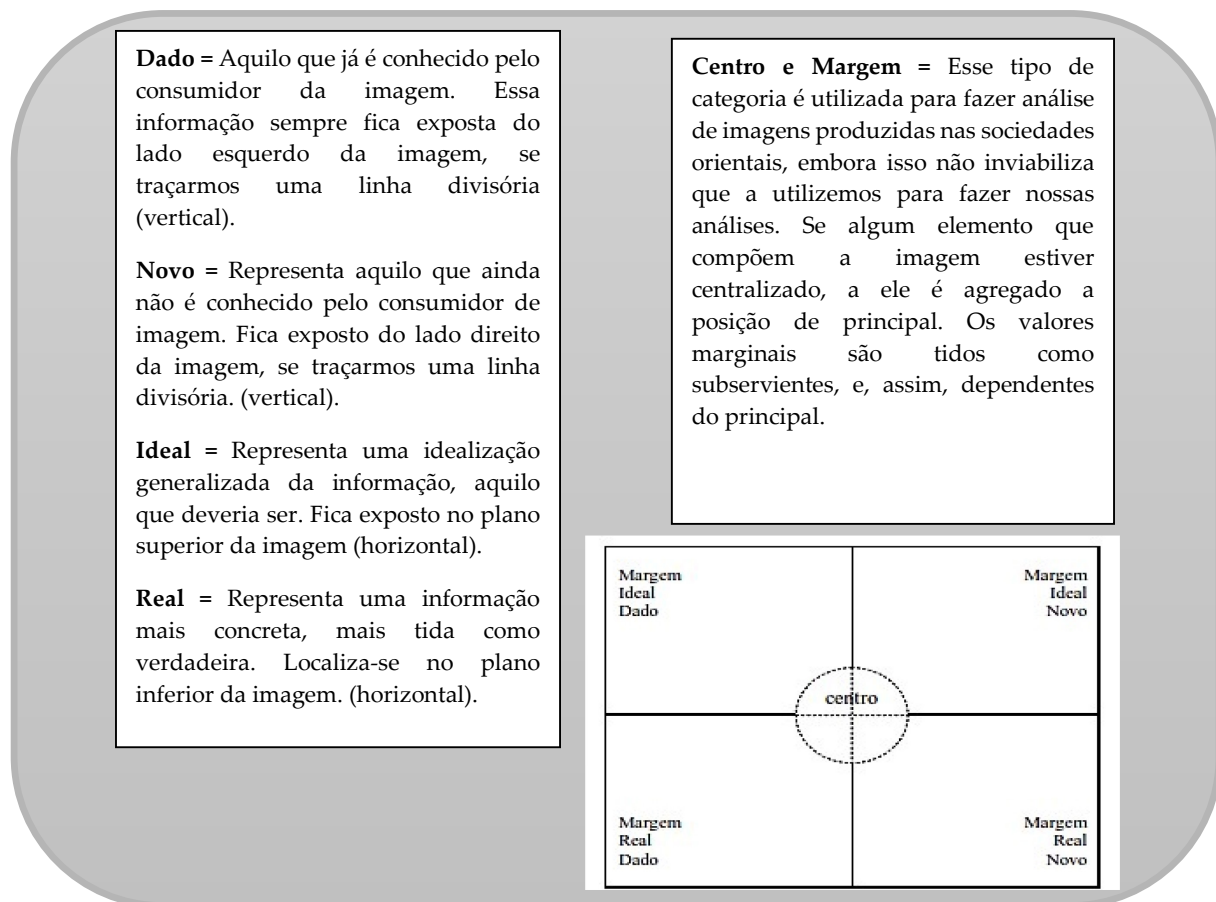 Dado = Aquilo que já é conhecido pelo
consumidor da imagem. Essa
informação sempre fica exposta do
lado esquerdo da imagem, se
traçarmos uma linha divisória
(vertical).
Novo = Representa aquilo que ainda
não é conhecido pelo consumidor de
imagem. Fica exposto do lado direito
da imagem, se traçarmos uma linha
divisória. (vertical).
Ideal = Representa uma idealização
generalizada da informação, aquilo
que deveria ser. Fica exposto no plano
superior da imagem (horizontal).
Real = Representa uma informação
mais concreta, mais tida como
verdadeira. Localiza-se no plano
inferior da imagem. (horizontal).
Centro e Margem = Esse tipo de
categoria é utilizada para fazer análise
de imagens produzidas nas sociedades
orientais, embora isso não inviabiliza
que a utilizemos para fazer nossas
análises. Se algum elemento que
compõem a imagem estiver
centralizado, a ele é agregado a
posição de principal. Os valores
marginais são tidos como
subservientes, e, assim, dependentes
do principal.
Margem
Ideal
Dado
Margem
Ideal
Novo
centro
Margem
Real
Dado
Margem
Real
Novo